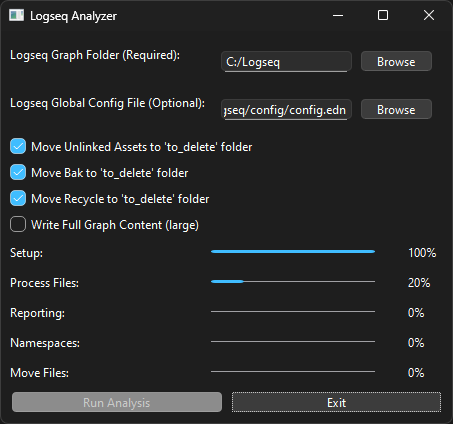 Logseq Analyzer
Logseq Graph Folder (Required): C:/Logseq Browse
Logseq Global Config File (Optional): gseq/config/config.edn Browse
Move Unlinked Assets to 'to_delete' folder
Move Bak to 'to_delete' folder
Move Recycle to 'to_delete' folder
Write Full Graph Content (large)
Setup: 100%
Process Files: 20%
Reporting: 0%
Namespaces: 0%
Move Files: 0%
Run Analysis Exit